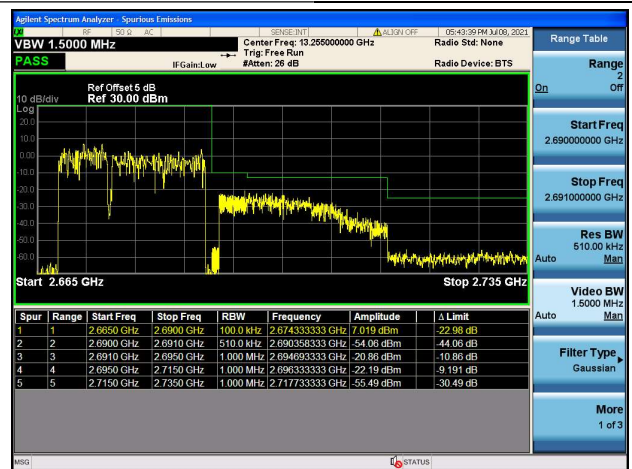 Agilent Spectrum Analyzer - Spurious Emissions
RF 50 Ω AC SENSE:INT ALIGN OFF 05:43:39 PM Jul 08, 2021
VBW 1.5000 MHz
Center Freq: 13.255000000 GHz
Radio Std: None
Trig: Free Run
PASS
IFGain:Low
#Atten: 26 dB
Radio Device: BTS
Ref Offset 5 dB
10 dB/div Ref 30.00 dBm
Log
20.0
10.0
0.00
-10.0
-20.0
-30.0
-40.0
-50.0
-60.0
Start 2.665 GHz Stop 2.735 GHz
Spur Range Start Freq Stop Freq RBW Frequency Amplitude Δ Limit
1 1 2.6650 GHz 2.6900 GHz 100.0 kHz 2.674333333 GHz 7.019 dBm -22.98 dB
2 2 2.6900 GHz 2.6910 GHz 510.0 kHz 2.690358333 GHz -54.06 dBm -44.06 dB
3 3 2.6910 GHz 2.6950 GHz 1.000 MHz 2.694693333 GHz -20.86 dBm -10.86 dB
4 4 2.6950 GHz 2.7150 GHz 1.000 MHz 2.696333333 GHz -22.19 dBm -9.191 dB
5 5 2.7150 GHz 2.7350 GHz 1.000 MHz 2.717733333 GHz -55.49 dBm -30.49 dB
Range Table
Range
2
On Off
Start Freq
2.690000000 GHz
Stop Freq
2.691000000 GHz
Res BW
510.00 kHz
Auto Man
Video BW
1.5000 MHz
Auto Man
Filter Type
Gaussian
More
1 of 3
MSG STATUS